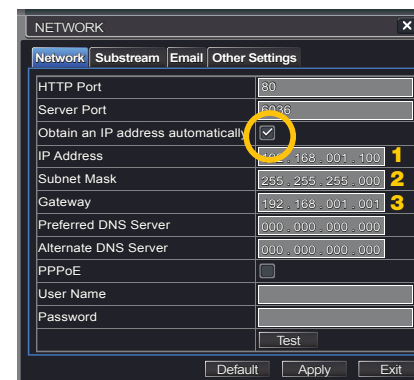 NETWORK X
Network Substream Email Other Settings
HTTP Port 80
Server Port 6036
Obtain an IP address automatically
IP Address 192 . 168 . 001 . 100 1
Subnet Mask 255 . 255 . 255 . 000 2
Gateway 192 . 168 . 001 . 001 3
Preferred DNS Server 000 . 000 . 000 . 000
Alternate DNS Server 000 . 000 . 000 . 000
PPPoE
User Name
Password
Test
Default Apply Exit